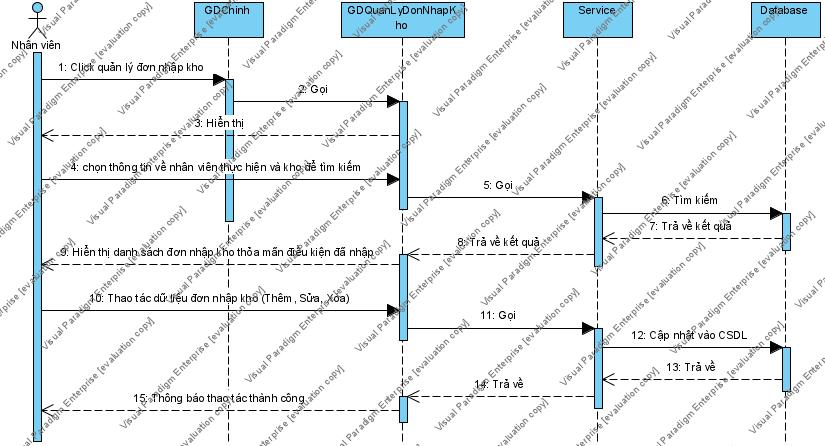 GDChinh
GDQuanLyDonNhapK
ho
Service
Database
Nhân viên
1: Click quản lý đơn nhập kho
2: Gọi
3: Hiển thị
4: chọn thông tin về nhân viên thực hiện và kho để tìm kiếm
5: Gọi
6: Tìm kiếm
7: Trả về kết quả
8: Trả về kết quả
9: Hiển thị danh sách đơn nhập kho thỏa mãn điều kiện đã nhập
10: Thao tác dữ liệu đơn nhập kho (Thêm , Sửa, Xóa)
11: Gọi
12: Cập nhật vào CSDL
13: Trả về
14: Trả về
15: Thông báo thao tác thành công
Visual Paradigm Enterprise [evaluation copy]